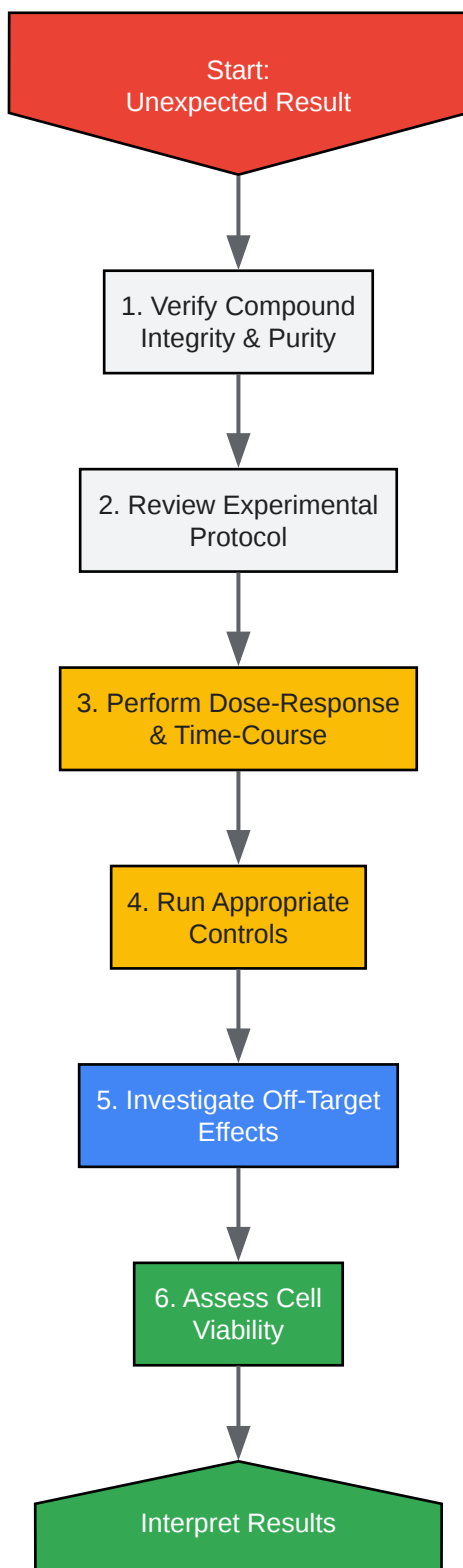 Start:
Unexpected Result
1. Verify Compound
Integrity & Purity
2. Review Experimental
Protocol
3. Perform Dose-Response
& Time-Course
4. Run Appropriate
Controls
5. Investigate Off-Target
Effects
6. Assess Cell
Viability
Interpret Results